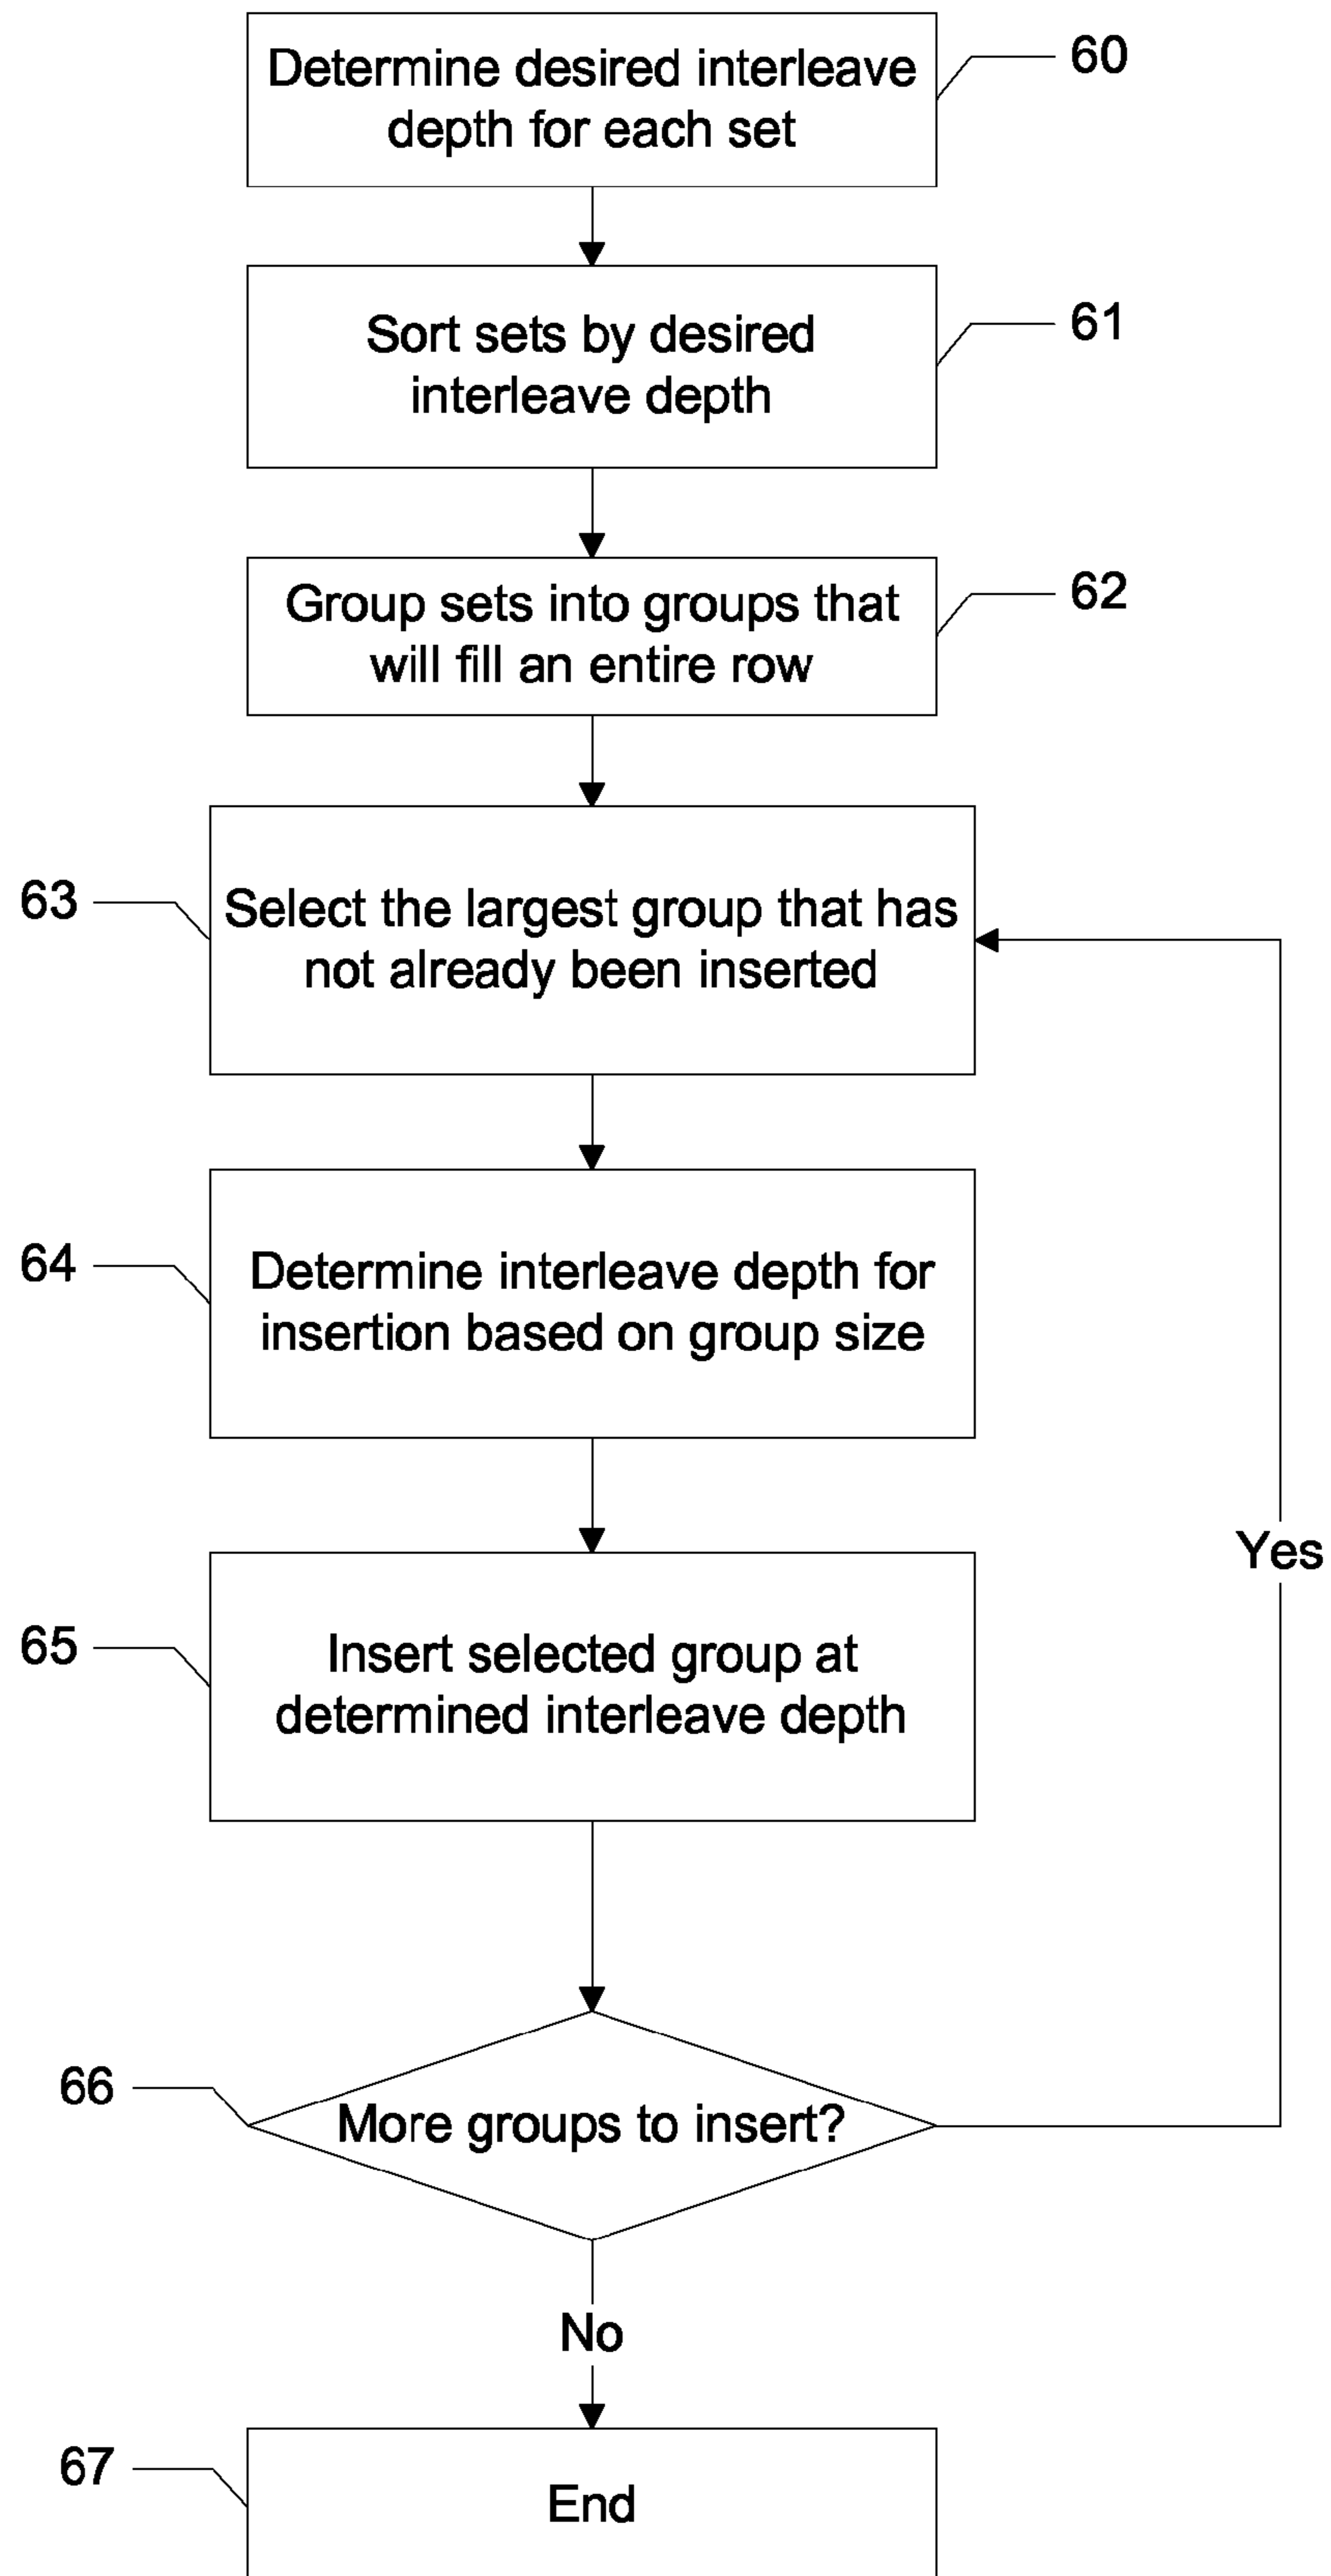 Determine desired interleave
depth for each set
60
Sort sets by desired
interleave depth
61
Group sets into groups that
will fill an entire row
62
63
Select the largest group that has
not already been inserted
64
Determine interleave depth for
insertion based on group size
Yes
65
Insert selected group at
determined interleave depth
66
More groups to insert?
No
67
End